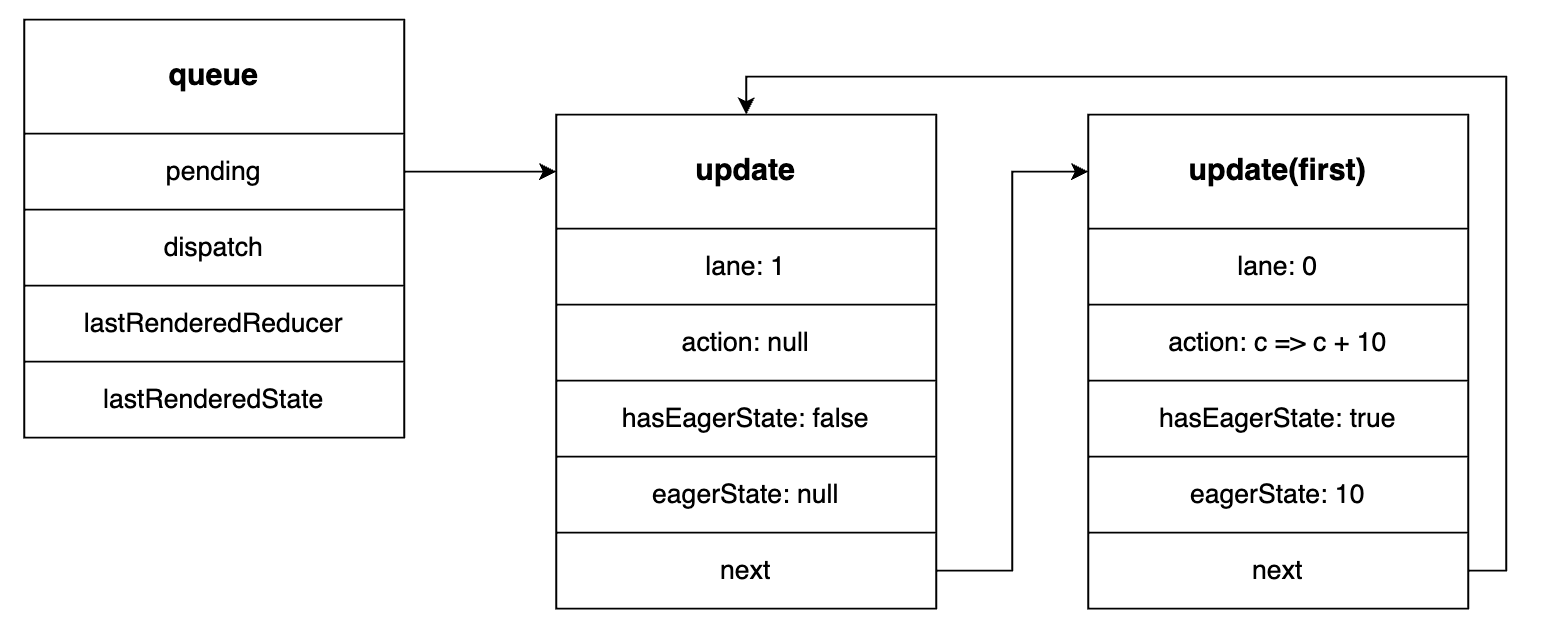 queue
pending
dispatch
lastRenderedReducer
lastRenderedState
update
lane: 1
action: null
hasEagerState: false
eagerState: null
next
update(first)
lane: 0
action: c => c + 10
hasEagerState: true
eagerState: 10
next